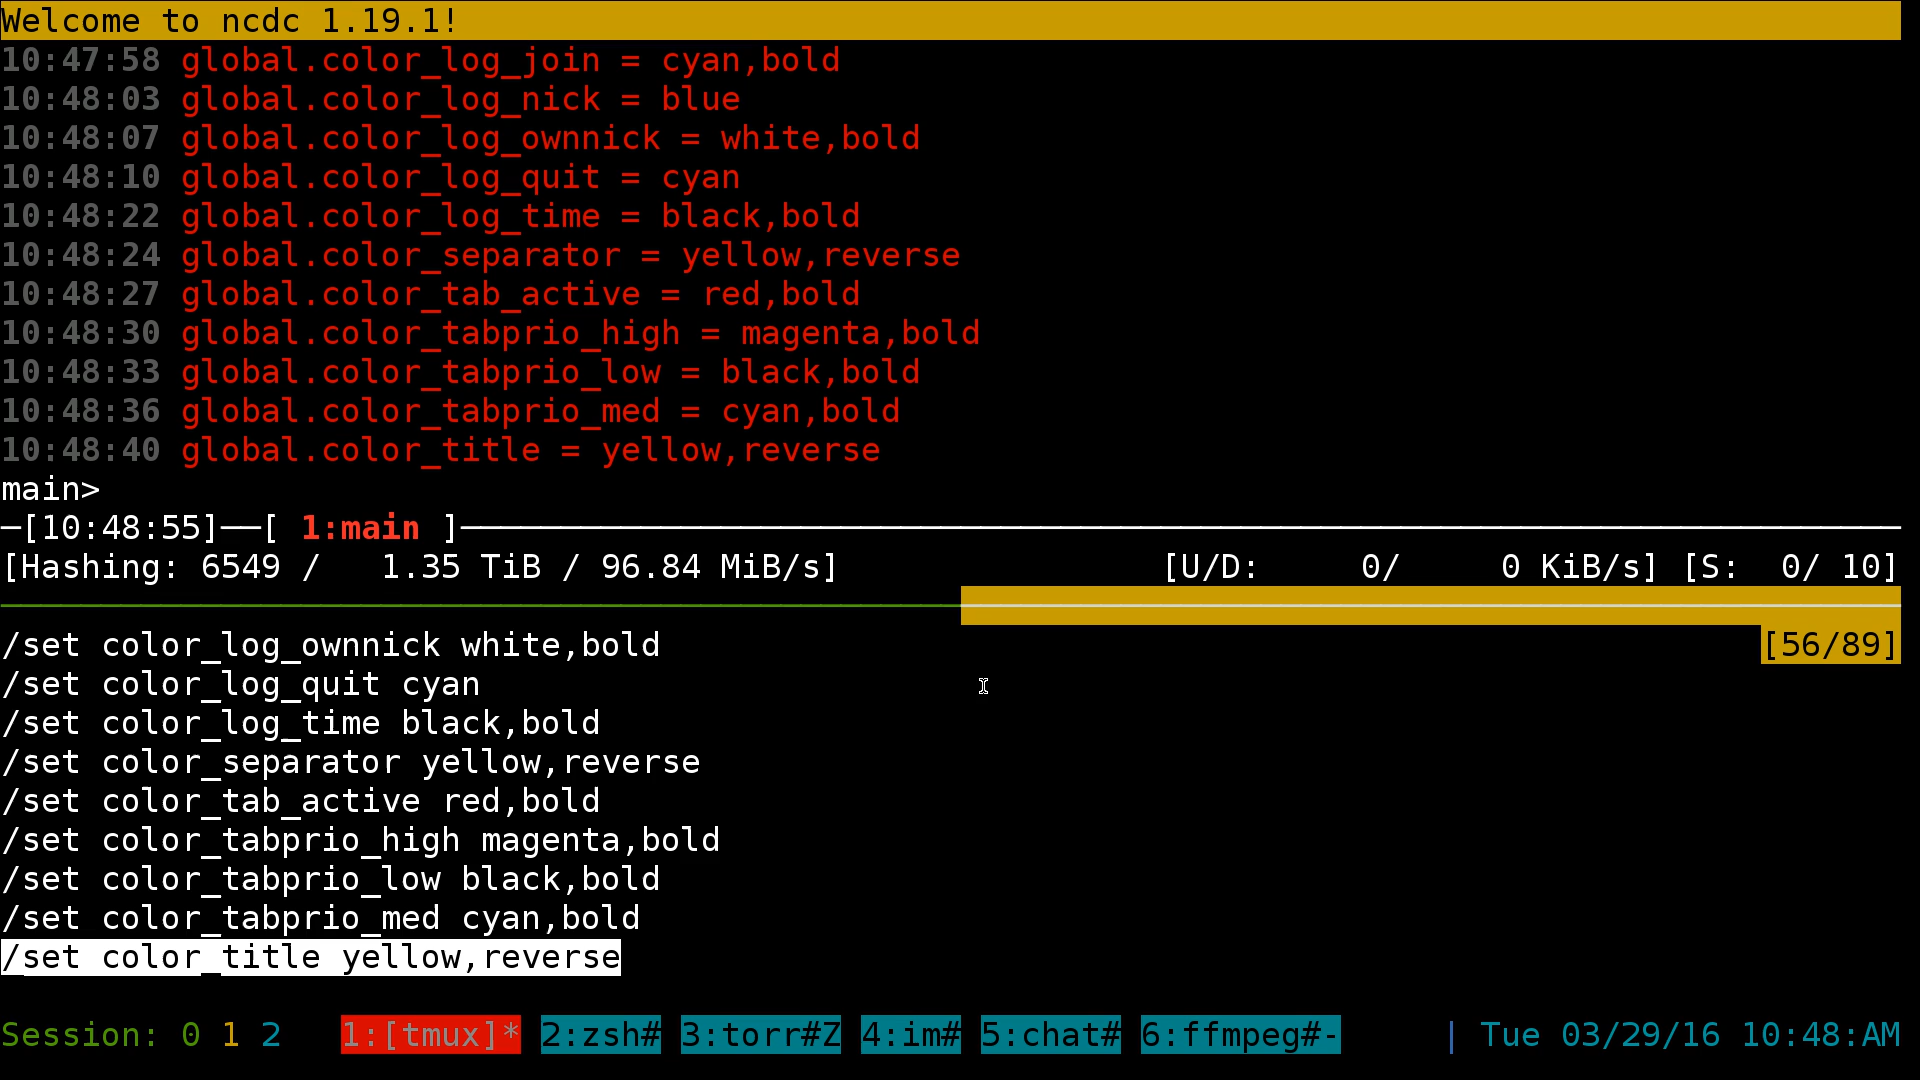 Welcome to ncdc 1.19.1!
10:47:58 global.color_log_join = cyan,bold
10:48:03 global.color_log_nick = blue
10:48:07 global.color_log_ownnick = white,bold
10:48:10 global.color_log_quit = cyan
10:48:22 global.color_log_time = black,bold
10:48:24 global.color_separator = yellow,reverse
10:48:27 global.color_tab_active = red,bold
10:48:30 global.color_tabprio_high = magenta,bold
10:48:33 global.color_tabprio_low = black,bold
10:48:36 global.color_tabprio_med = cyan,bold
10:48:40 global.color_title = yellow,reverse
main>
─[10:48:55]──[ 1:main ]─
[Hashing: 6549 /   1.35 TiB / 96.84 MiB/s] [U/D:     0/     0 KiB/s] [S:  0/ 10]
/set color_log_ownnick white,bold [56/89]
/set color_log_quit cyan
/set color_log_time black,bold
/set color_separator yellow,reverse
/set color_tab_active red,bold
/set color_tabprio_high magenta,bold
/set color_tabprio_low black,bold
/set color_tabprio_med cyan,bold
/set color_title yellow,reverse
Session: 0 1 2 1:[tmux]* 2:zsh# 3:torr#Z 4:im# 5:chat# 6:ffmpeg#- | Tue 03/29/16 10:48:AM